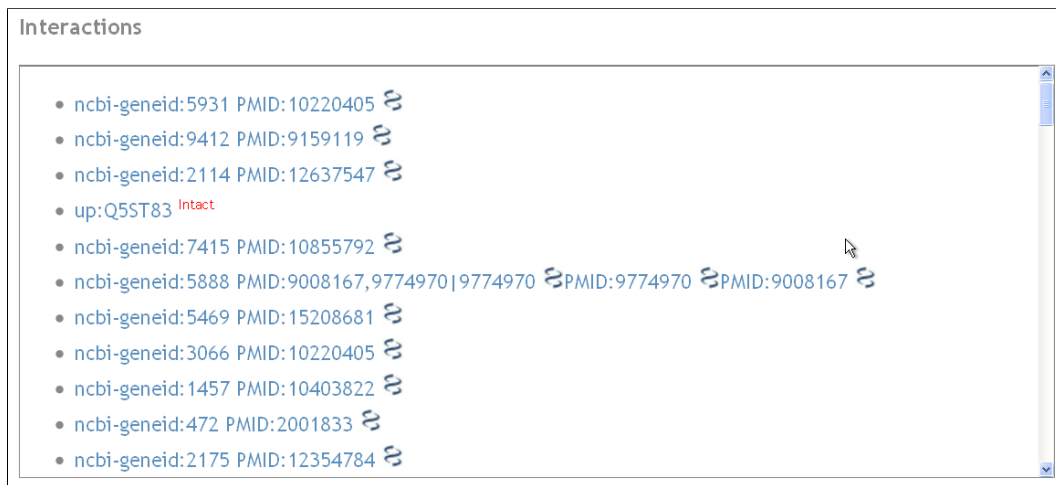 Interactions
ncbi-geneid:5931 PMID:10220405
ncbi-geneid:9412 PMID:9159119
ncbi-geneid:2114 PMID:12637547
up:Q5ST83 Intact
ncbi-geneid:7415 PMID:10855792
ncbi-geneid:5888 PMID:9008167,9774970|9774970 PMID:9774970 PMID:9008167
ncbi-geneid:5469 PMID:15208681
ncbi-geneid:3066 PMID:10220405
ncbi-geneid:1457 PMID:10403822
ncbi-geneid:472 PMID:2001833
ncbi-geneid:2175 PMID:12354784